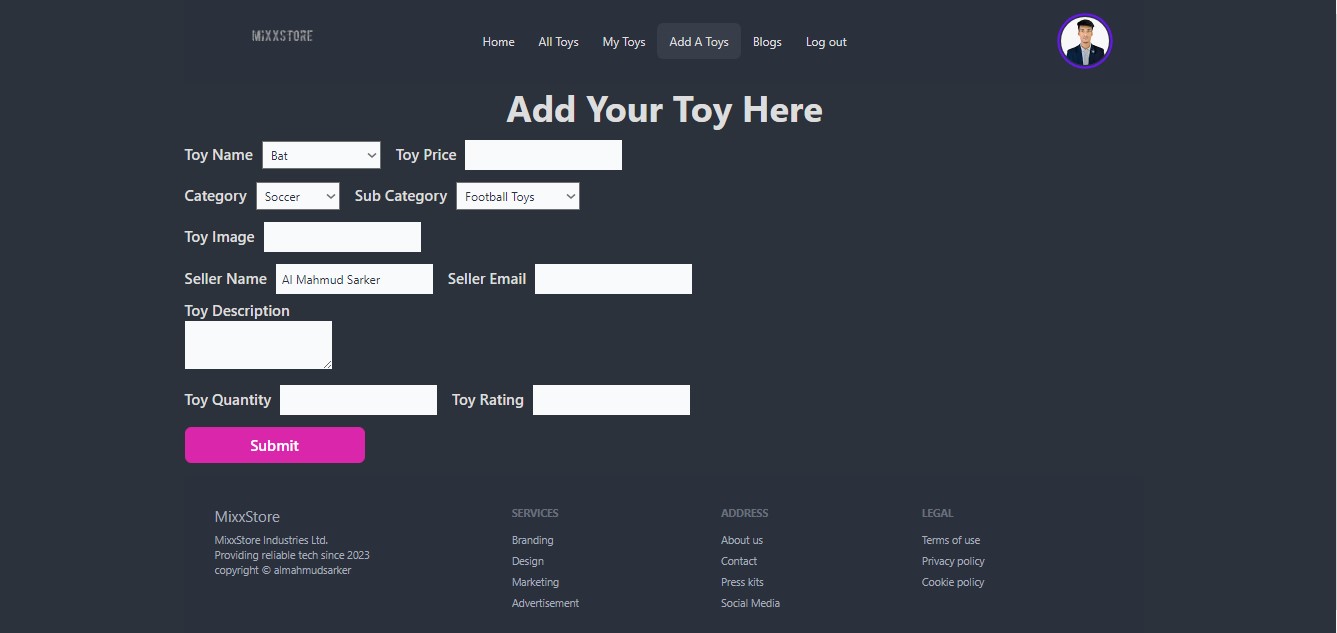 MIXXSTORE
Home All Toys My Toys Add A Toys Blogs Log out
Add Your Toy Here
Toy Name Bat Toy Price
Category Soccer Sub Category Football Toys
Toy Image
Seller Name Al Mahmud Sarker Seller Email
Toy Description
Toy Quantity Toy Rating
Submit
MixxStore SERVICES ADDRESS LEGAL
MixxStore Industries Ltd. Branding About us Terms of use
Providing reliable tech since 2023 Design Contact Privacy policy
copyright © almahmudsarker Marketing Press kits Cookie policy
Advertisement Social Media